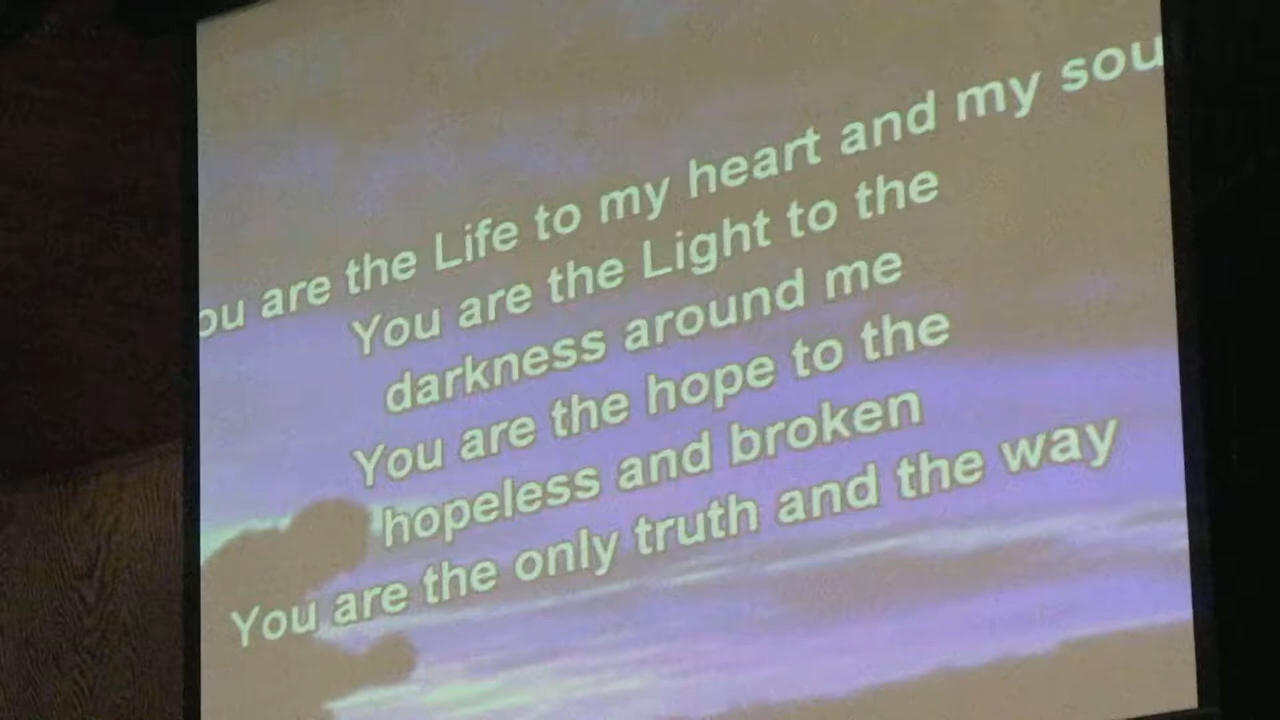 ou are the Life to my heart and my sou
You are the Light to the
darkness around me
You are the hope to the
hopeless and broken
You are the only truth and the way